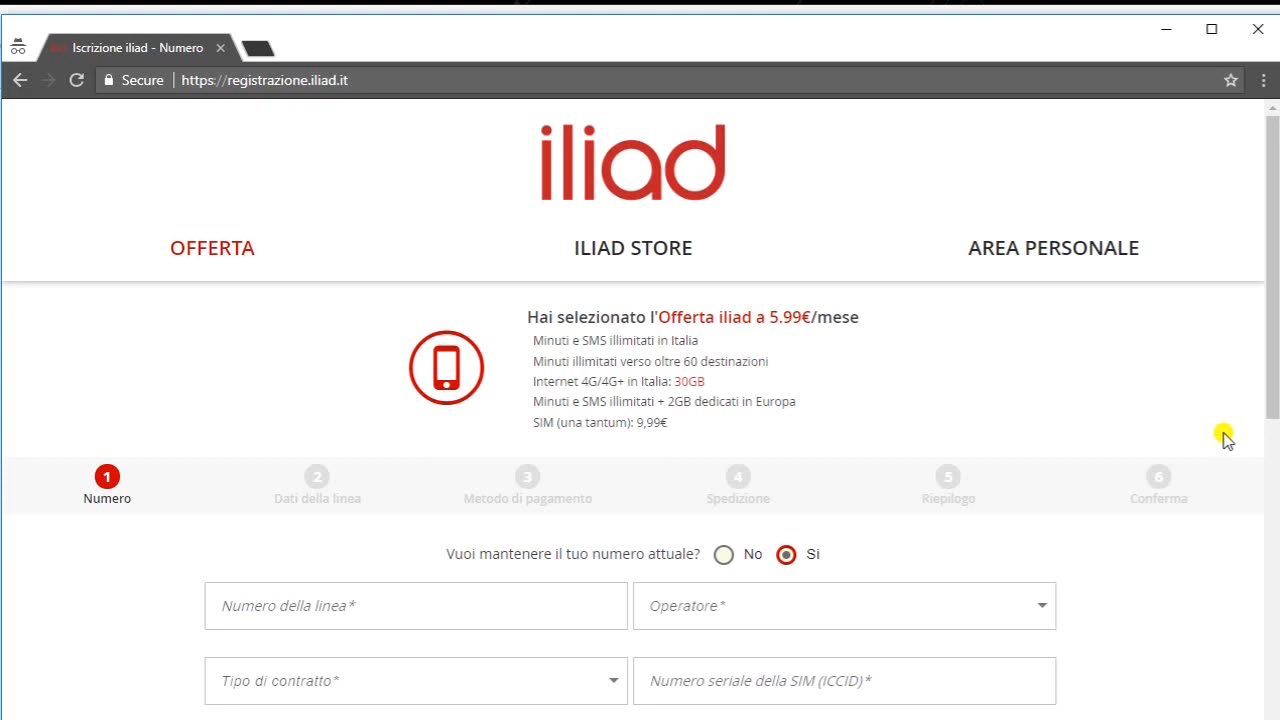 Iscrizione iliad - Numero
Secure
https://registrazione.iliad.it
iliad
OFFERTA
ILIAD STORE
AREA PERSONALE
Hai selezionato l'Offerta iliad a 5.99€/mese
Minuti e SMS illimitati in Italia
Minuti illimitati verso oltre 60 destinazioni
Internet 4G/4G+ in Italia: 30GB
Minuti e SMS illimitati + 2GB dedicati in Europa
SIM (una tantum): 9,99€
1
Numero
2
Dati della linea
3
Metodo di pagamento
4
Spedizione
5
Riepilogo
6
Conferma
Vuoi mantenere il tuo numero attuale? No Si
Numero della linea*
Operatore*
Tipo di contratto*
Numero seriale della SIM (ICCID)*